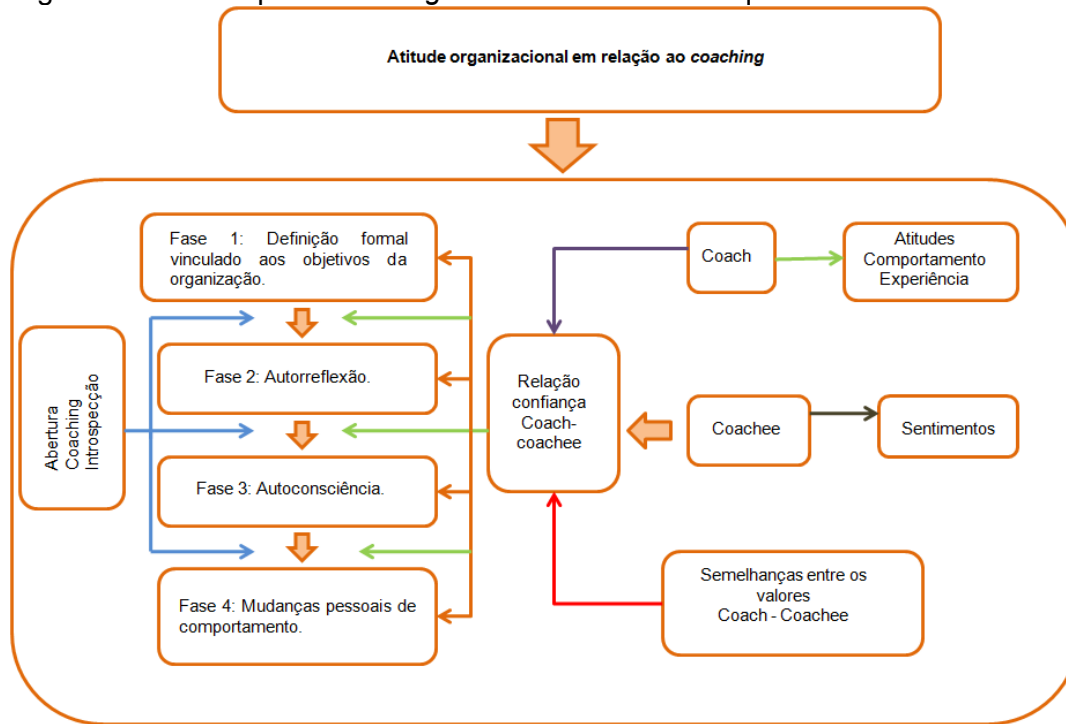 Atitude organizacional em relação ao coaching
Fase 1: Definição formal
vinculado aos objetivos da
organização.
Fase 2: Autorreflexão.
Fase 3: Autoconsciência.
Fase 4: Mudanças pessoais de
comportamento.
Abertura
Coaching
Introspecção
Relação
confiança
Coach-
coachee
Coach
Atitudes
Comportamento
Experiência
Coachee
Sentimentos
Semelhanças entre os
valores
Coach - Coachee